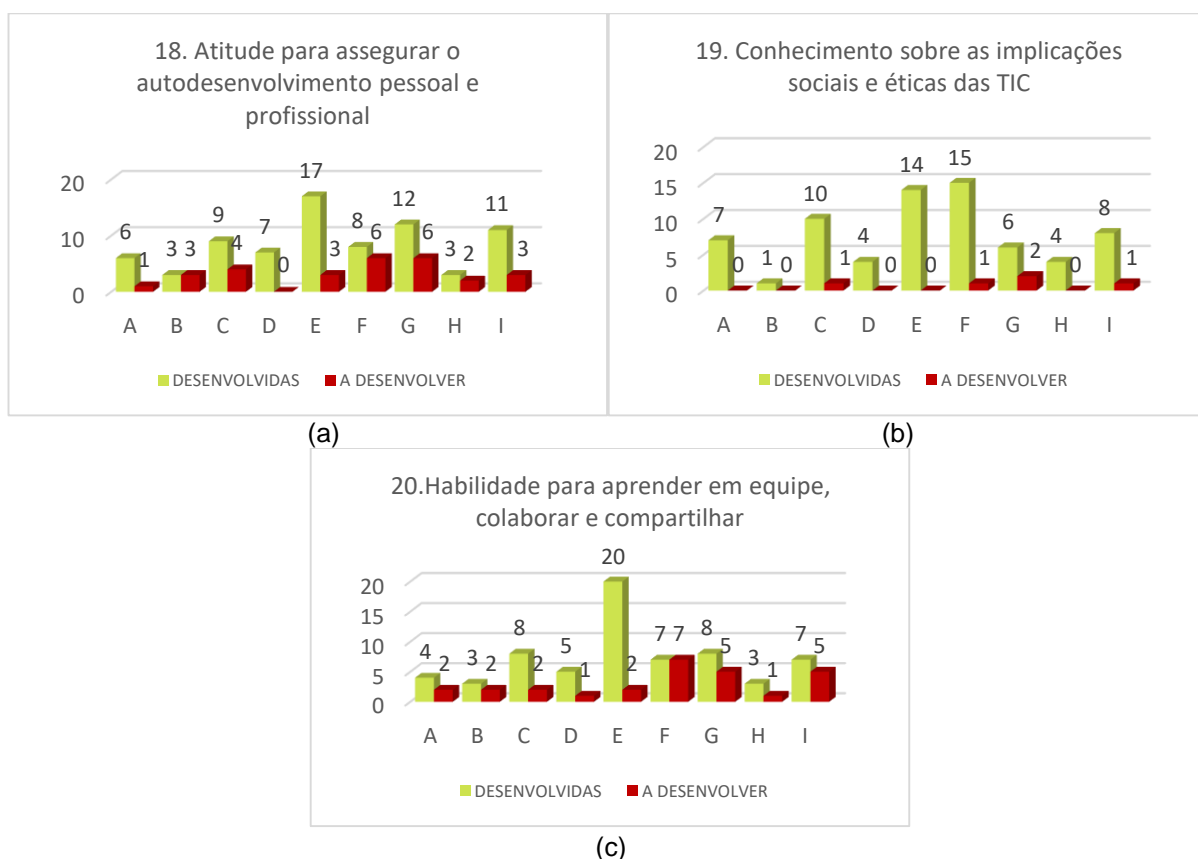 18. Atitude para assegurar o
autodesenvolvimento pessoal e
profissional
20
10
0
6 1 3 3 9 4 7 0 17 3 8 6 12 6 3 2 11 3
A B C D E F G H I
DESENVOLVIDAS A DESENVOLVER
(a)
19. Conhecimento sobre as implicações
sociais e éticas das TIC
20
15
10
5
0
7 0 1 0 10 1 4 0 14 0 15 1 6 2 4 0 8 1
A B C D E F G H I
DESENVOLVIDAS A DESENVOLVER
(b)
20.Habilidade para aprender em equipe,
colaborar e compartilhar
20
15
10
5
0
4 2 3 2 8 2 5 1 20 2 7 7 8 5 3 1 7 5
A B C D E F G H I
DESENVOLVIDAS A DESENVOLVER
(c)